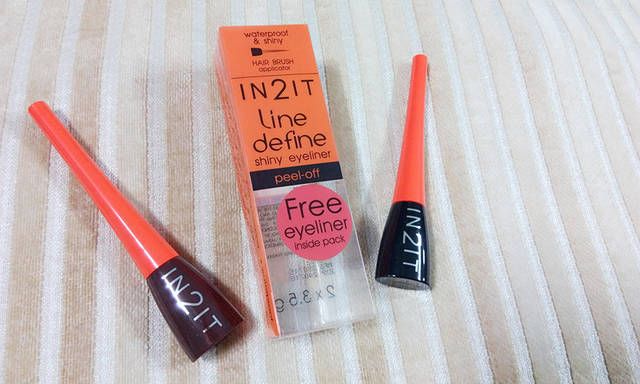 waterproof
& shiny
HAIR BRUSH
applicator
IN2IT
Line
define
shiny eyeliner
peel-off
Free
eyeliner
inside pack
2 x 3.5 g
IN2IT
IN2IT